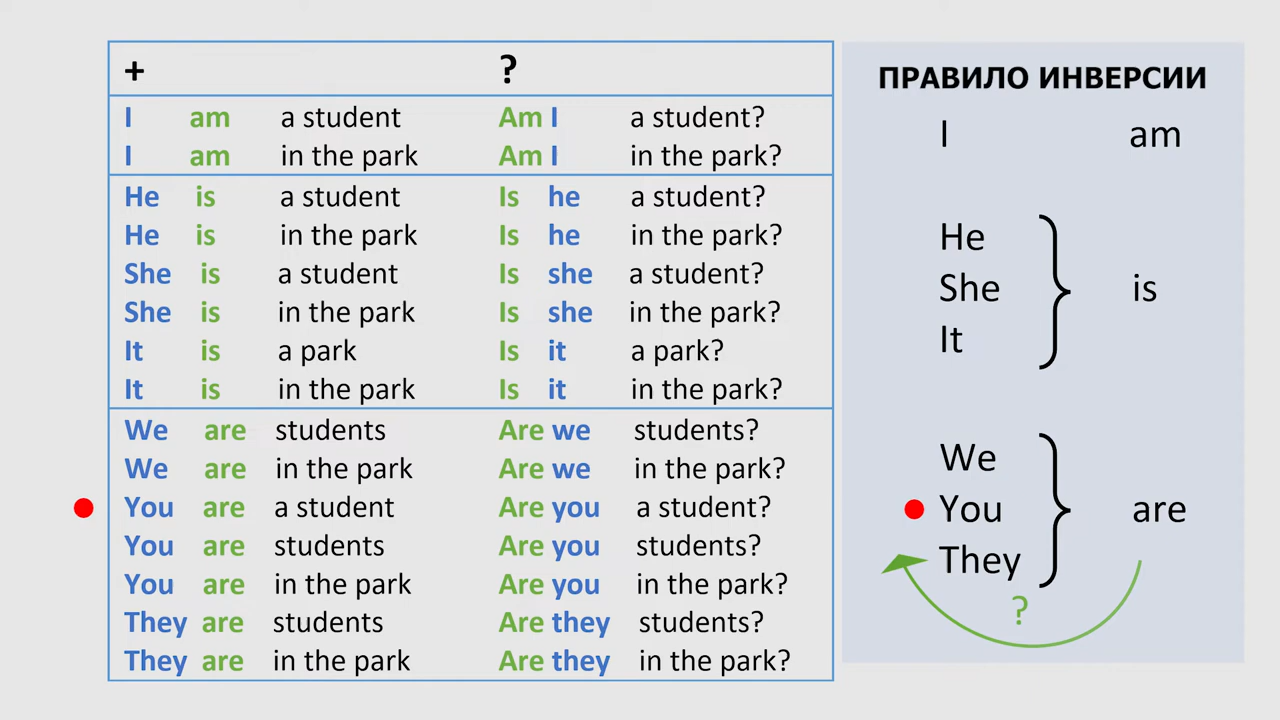 + ?
I am a student Am I a student?
I am in the park Am I in the park?
He is a student Is he a student?
He is in the park Is he in the park?
She is a student Is she a student?
She is in the park Is she in the park?
It is a park Is it a park?
It is in the park Is it in the park?
We are students Are we students?
We are in the park Are we in the park?
You are a student Are you a student?
You are students Are you students?
You are in the park Are you in the park?
They are students Are they students?
They are in the park Are they in the park?
ПРАВИЛО ИНВЕРСИИ
I am
He
She is
It
We
You are
They
?